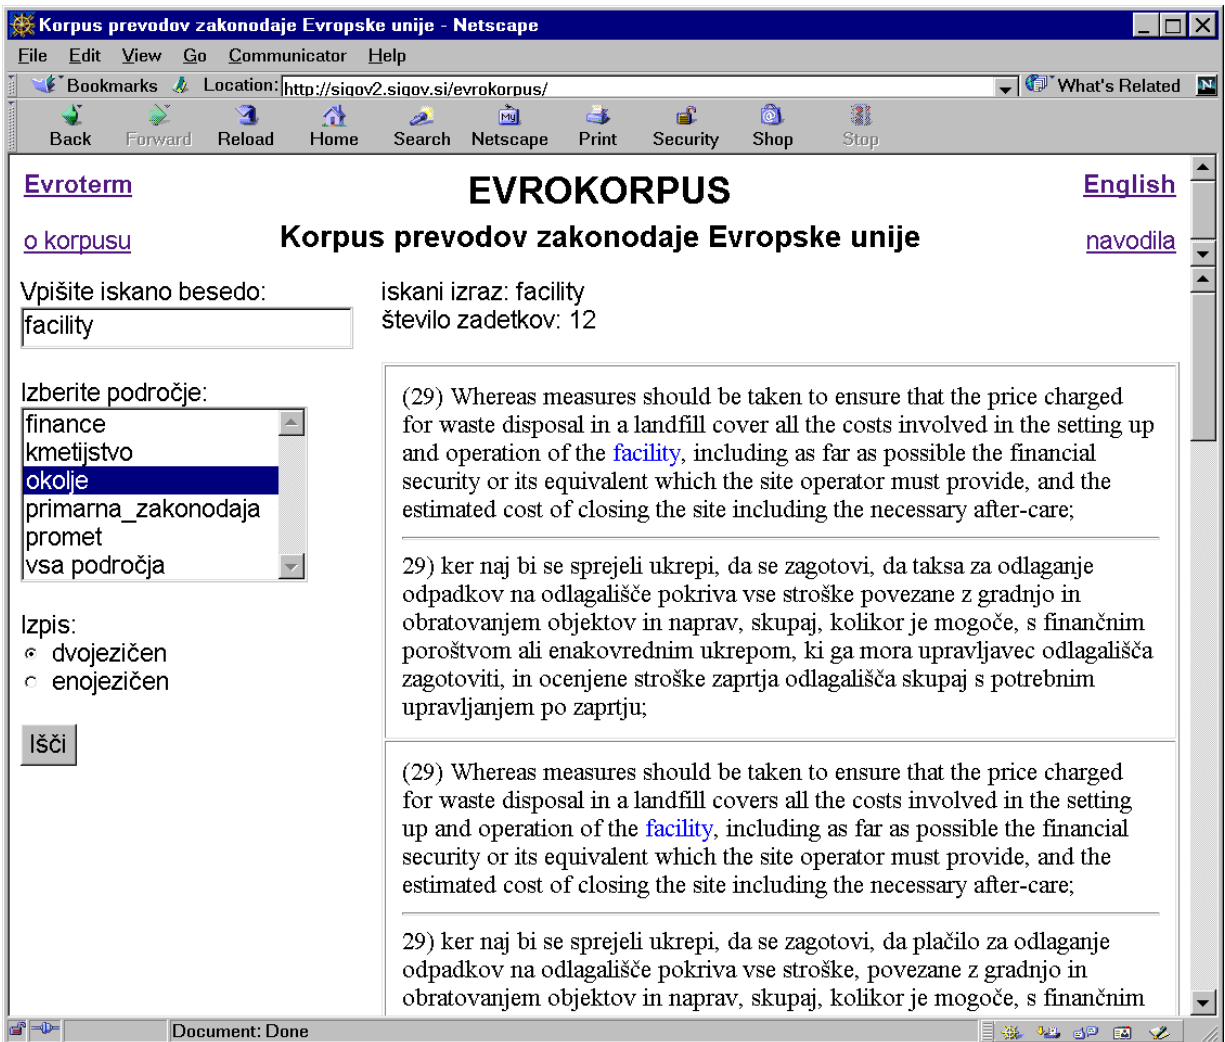 Korpus prevodov zakonodaje Evropske unije - Netscape
File Edit View Go Communicator Help
Bookmarks Location: http://sigov2.sigov.si/evrokorpus/ What's Related N
Back Forward Reload Home Search Netscape Print Security Shop Stop
My
Evroterm EVROKORPUS English
o korpusu Korpus prevodov zakonodaje Evropske unije navodila
Vpišite iskano besedo:
facility
Izberite področje:
finance
kmetijstvo
okolje
primarna_zakonodaja
promet
vsa področja
Izpis:
dvojezičen
enojezičen
Išči
iskani izraz: facility
število zadetkov: 12
(29) Whereas measures should be taken to ensure that the price charged
for waste disposal in a landfill cover all the costs involved in the setting up
and operation of the facility, including as far as possible the financial
security or its equivalent which the site operator must provide, and the
estimated cost of closing the site including the necessary after-care;
29) ker naj bi se sprejeli ukrepi, da se zagotovi, da taksa za odlaganje
odpadkov na odlagališče pokriva vse stroške povezane z gradnjo in
obratovanjem objektov in naprav, skupaj, kolikor je mogoče, s finančnim
poroštvom ali enakovrednim ukrepom, ki ga mora upravljavec odlagališča
zagotoviti, in ocenjene stroške zaprtja odlagališča skupaj s potrebnim
upravljanjem po zaprtju;
(29) Whereas measures should be taken to ensure that the price charged
for waste disposal in a landfill covers all the costs involved in the setting
up and operation of the facility, including as far as possible the financial
security or its equivalent which the site operator must provide, and the
estimated cost of closing the site including the necessary after-care;
29) ker naj bi se sprejeli ukrepi, da se zagotovi, da plačilo za odlaganje
odpadkov na odlagališče pokriva vse stroške, povezane z gradnjo in
obratovanjem objektov in naprav, skupaj, kolikor je mogoče, s finančnim
Document: Done